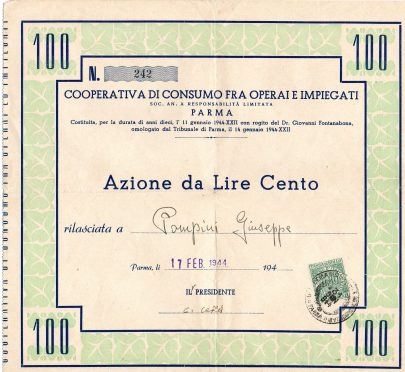 100 100
N. 242
COOPERATIVA DI CONSUMO FRA OPERAI E IMPIEGATI
SOC. AN. A RESPONSABILITÀ LIMITATA
PARMA
Costituita, per la durata di anni dieci, l' 11 gennaio 1944-XXII con rogito del Dr. Giovanni Fontanabona,
omologato dal Tribunale di Parma, il 14 gennaio 1944-XXII
Azione da Lire Cento
rilasciata a Pompini Giuseppe
Parma, li 17 FEB. 1944 194
Il PRESIDENTE
100 100